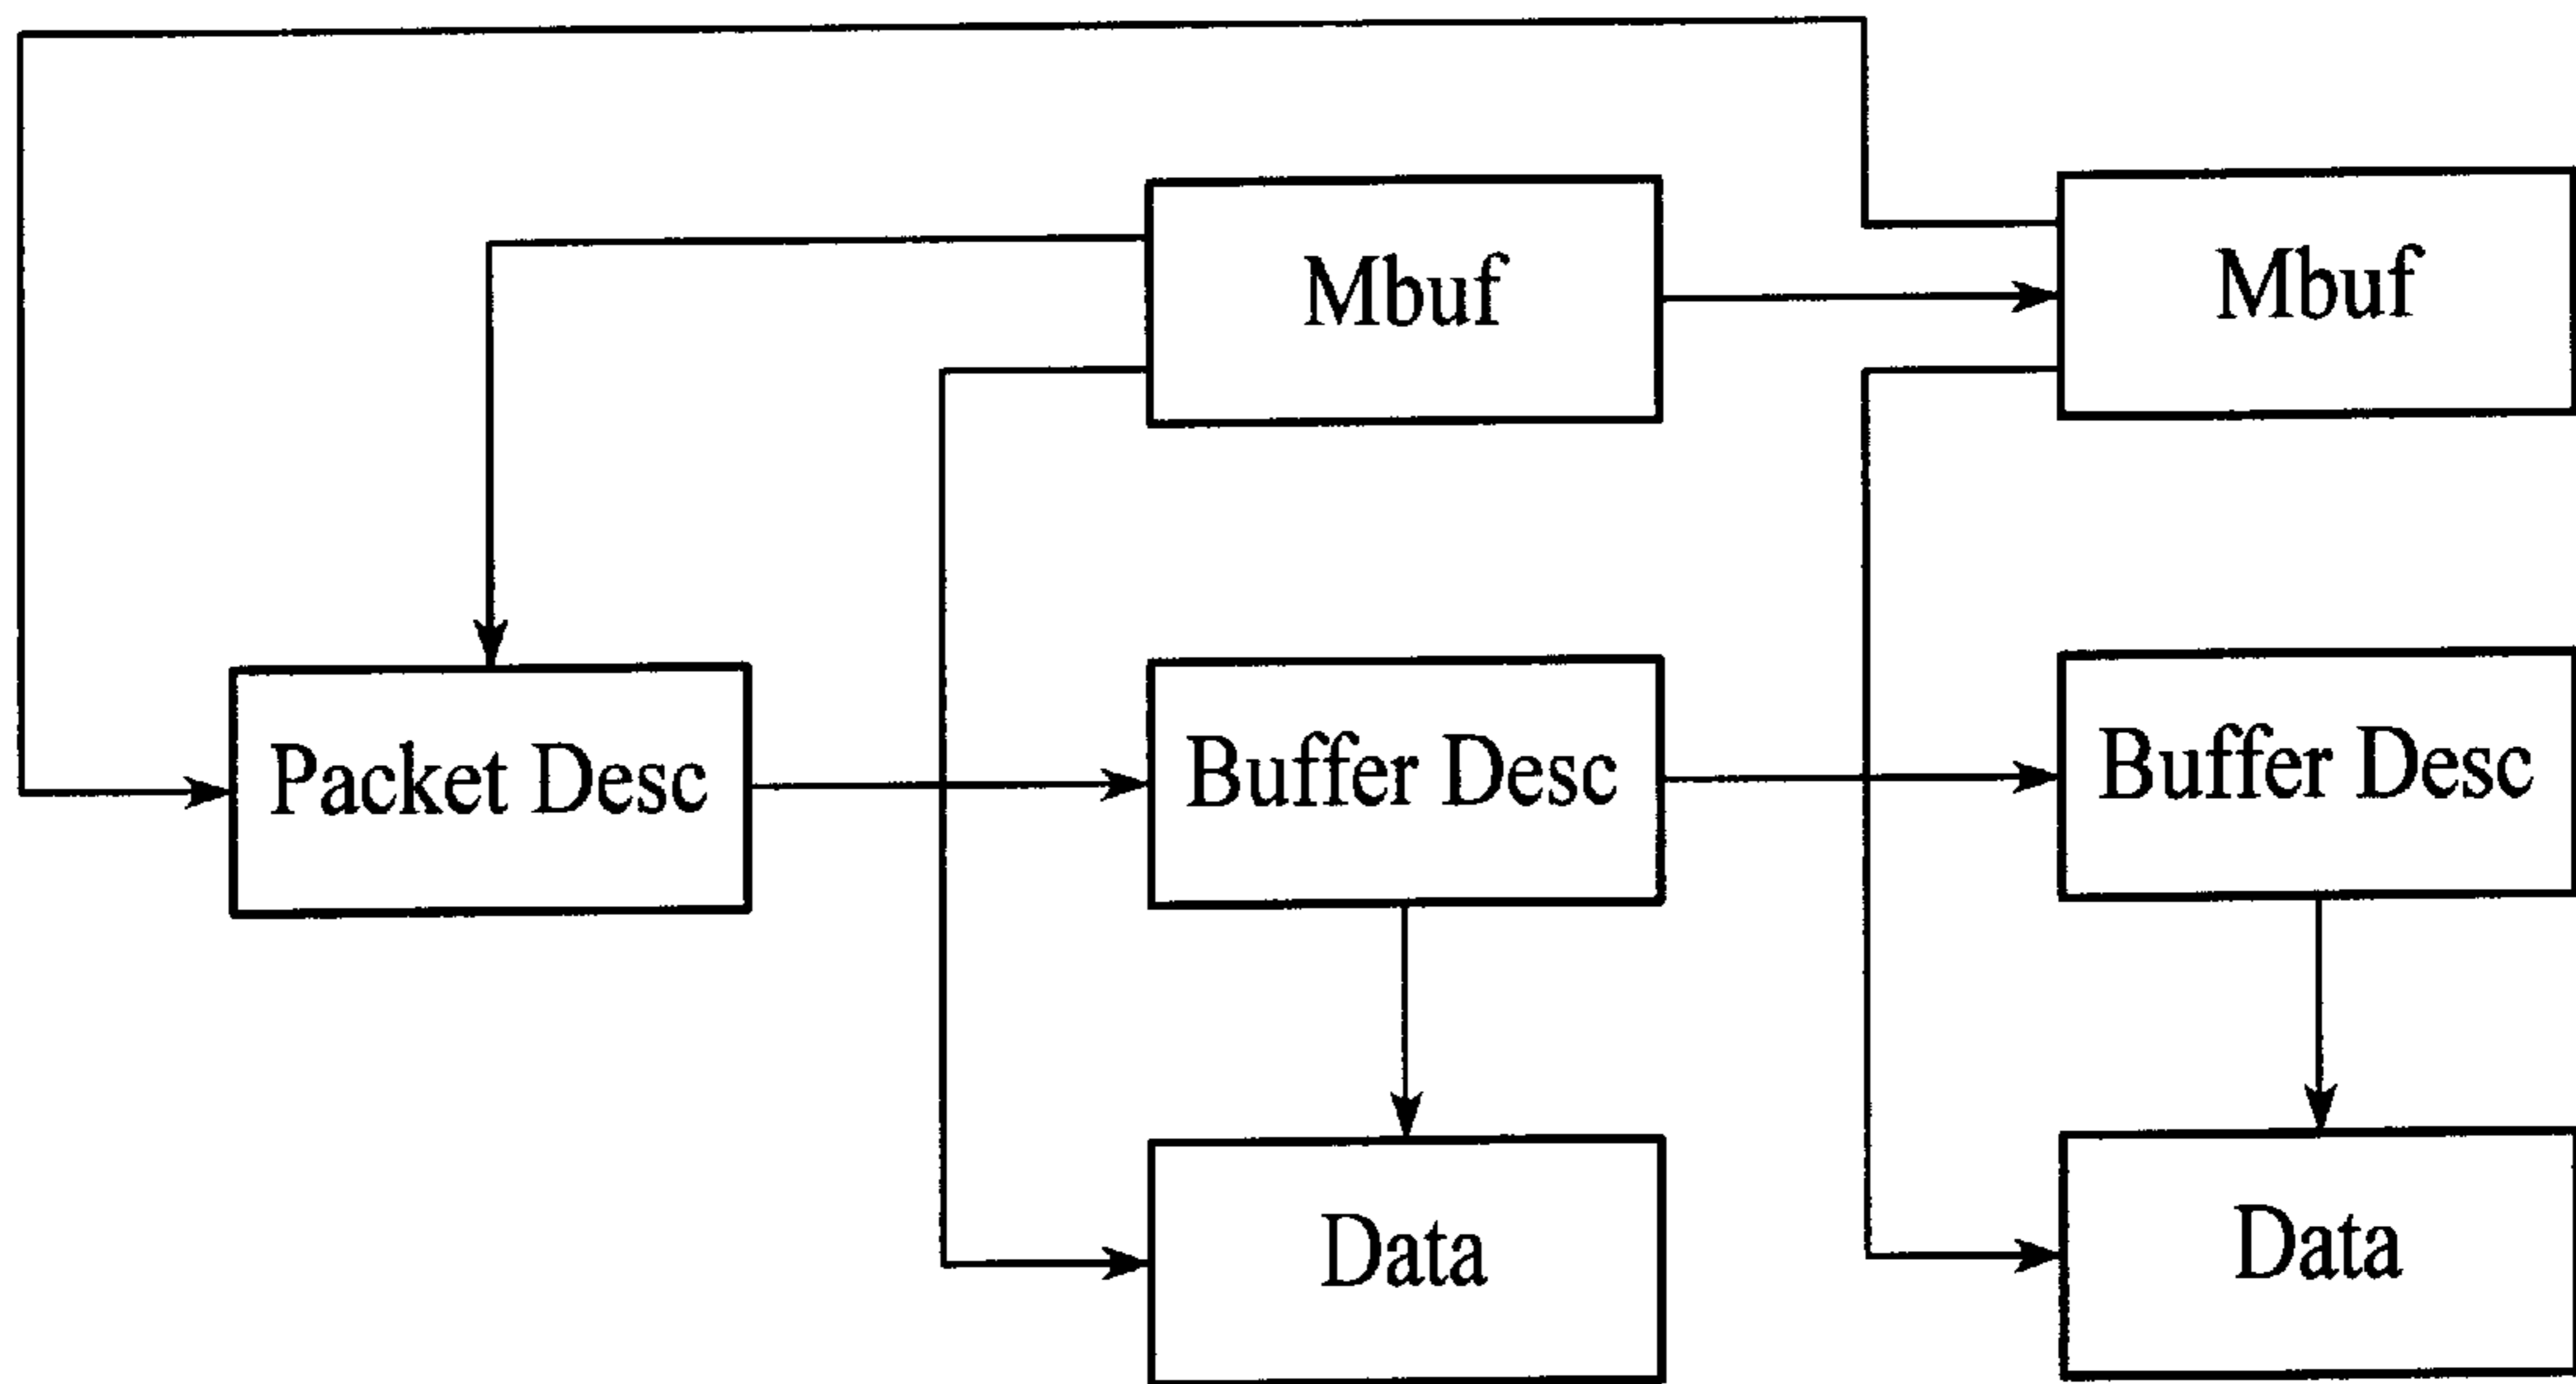 Mbuf
Mbuf
Packet Desc
Buffer Desc
Buffer Desc
Data
Data